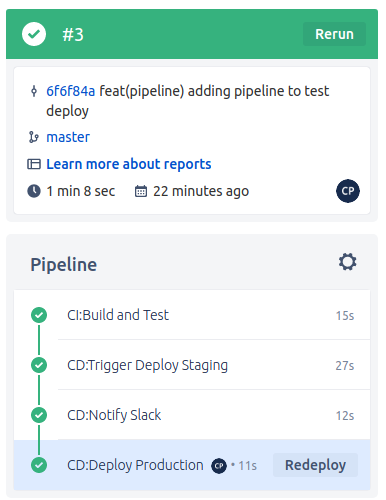 #3
Rerun
6f6f84a feat(pipeline) adding pipeline to test
deploy
master
Learn more about reports
1 min 8 sec 22 minutes ago CP
Pipeline
CI:Build and Test 15s
CD:Trigger Deploy Staging 27s
CD:Notify Slack 12s
CD:Deploy Production CP • 11s Redeploy